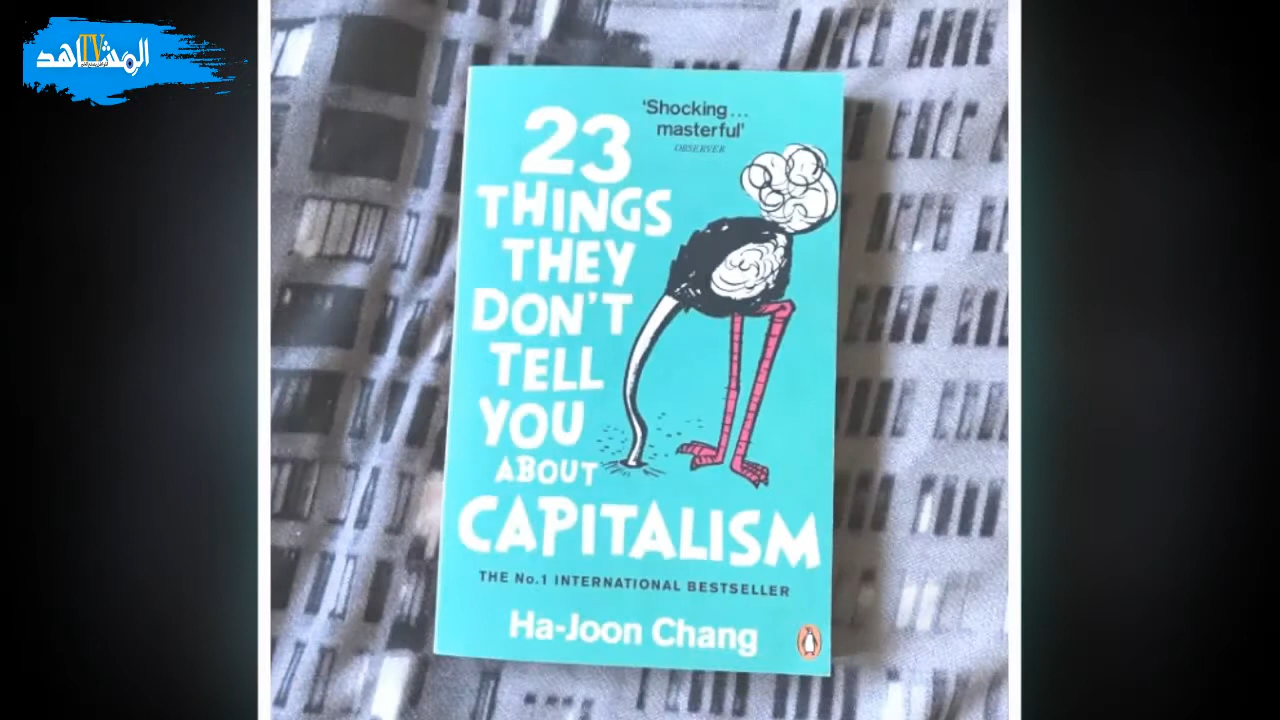 المشاهد
TV
'Shocking...
masterful'
OBSERVER
23
THINGS
THEY
DON'T
TELL
YOU
ABOUT
CAPITALISM
THE No.1 INTERNATIONAL BESTSELLER
Ha-Joon Chang